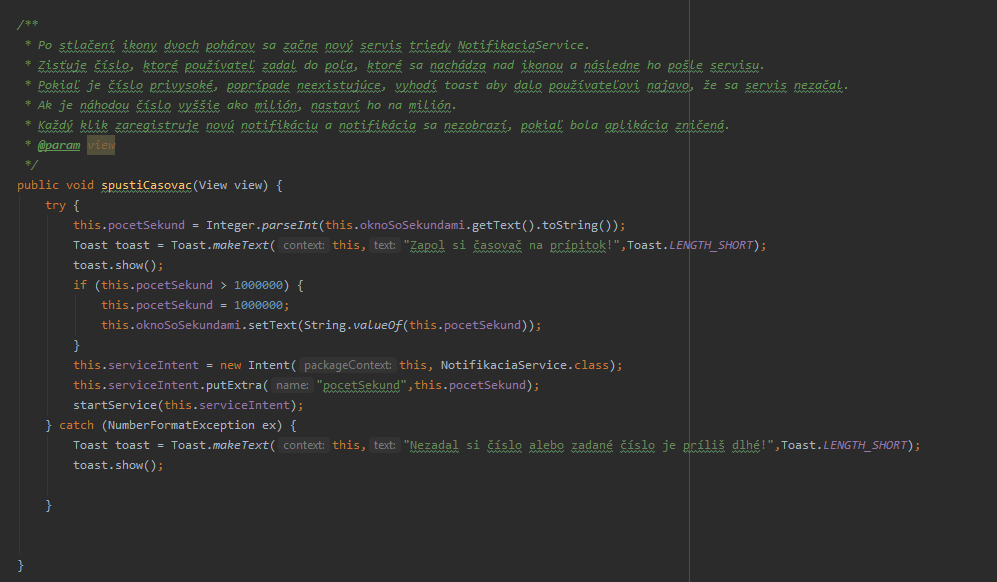 /**
 * Po stlačení ikony dvoch pohárov sa začne nový servis triedy NotifikaciaService.
 * Zisťuje číslo, ktoré používateľ zadal do poľa, ktoré sa nachádza nad ikonou a následne ho pošle servisu.
 * Pokiaľ je číslo privysoké, poprípade neexistujúce, vyhodí toast aby dalo používateľovi najavo, že sa servis nezačal.
 * Ak je náhodou číslo vyššie ako milión, nastaví ho na milión.
 * Každý klik zaregistruje novú notifikáciu a notifikácia sa nezobrazí, pokiaľ bola aplikácia zničená.
 * @param view
 */
public void spustiCasovac(View view) {
    try {
        this.pocetSekund = Integer.parseInt(this.oknoSoSekundami.getText().toString());
        Toast toast = Toast.makeText( context: this, text: "Zapol si časovač na prípitok!",Toast.LENGTH_SHORT);
        toast.show();
        if (this.pocetSekund > 1000000) {
            this.pocetSekund = 1000000;
            this.oknoSoSekundami.setText(String.valueOf(this.pocetSekund));
        }
        this.serviceIntent = new Intent( packageContext: this, NotifikaciaService.class);
        this.serviceIntent.putExtra( name: "pocetSekund",this.pocetSekund);
        startService(this.serviceIntent);
    } catch (NumberFormatException ex) {
        Toast toast = Toast.makeText( context: this, text: "Nezadal si číslo alebo zadané číslo je príliš dlhé!",Toast.LENGTH_SHORT);
        toast.show();
    }
}